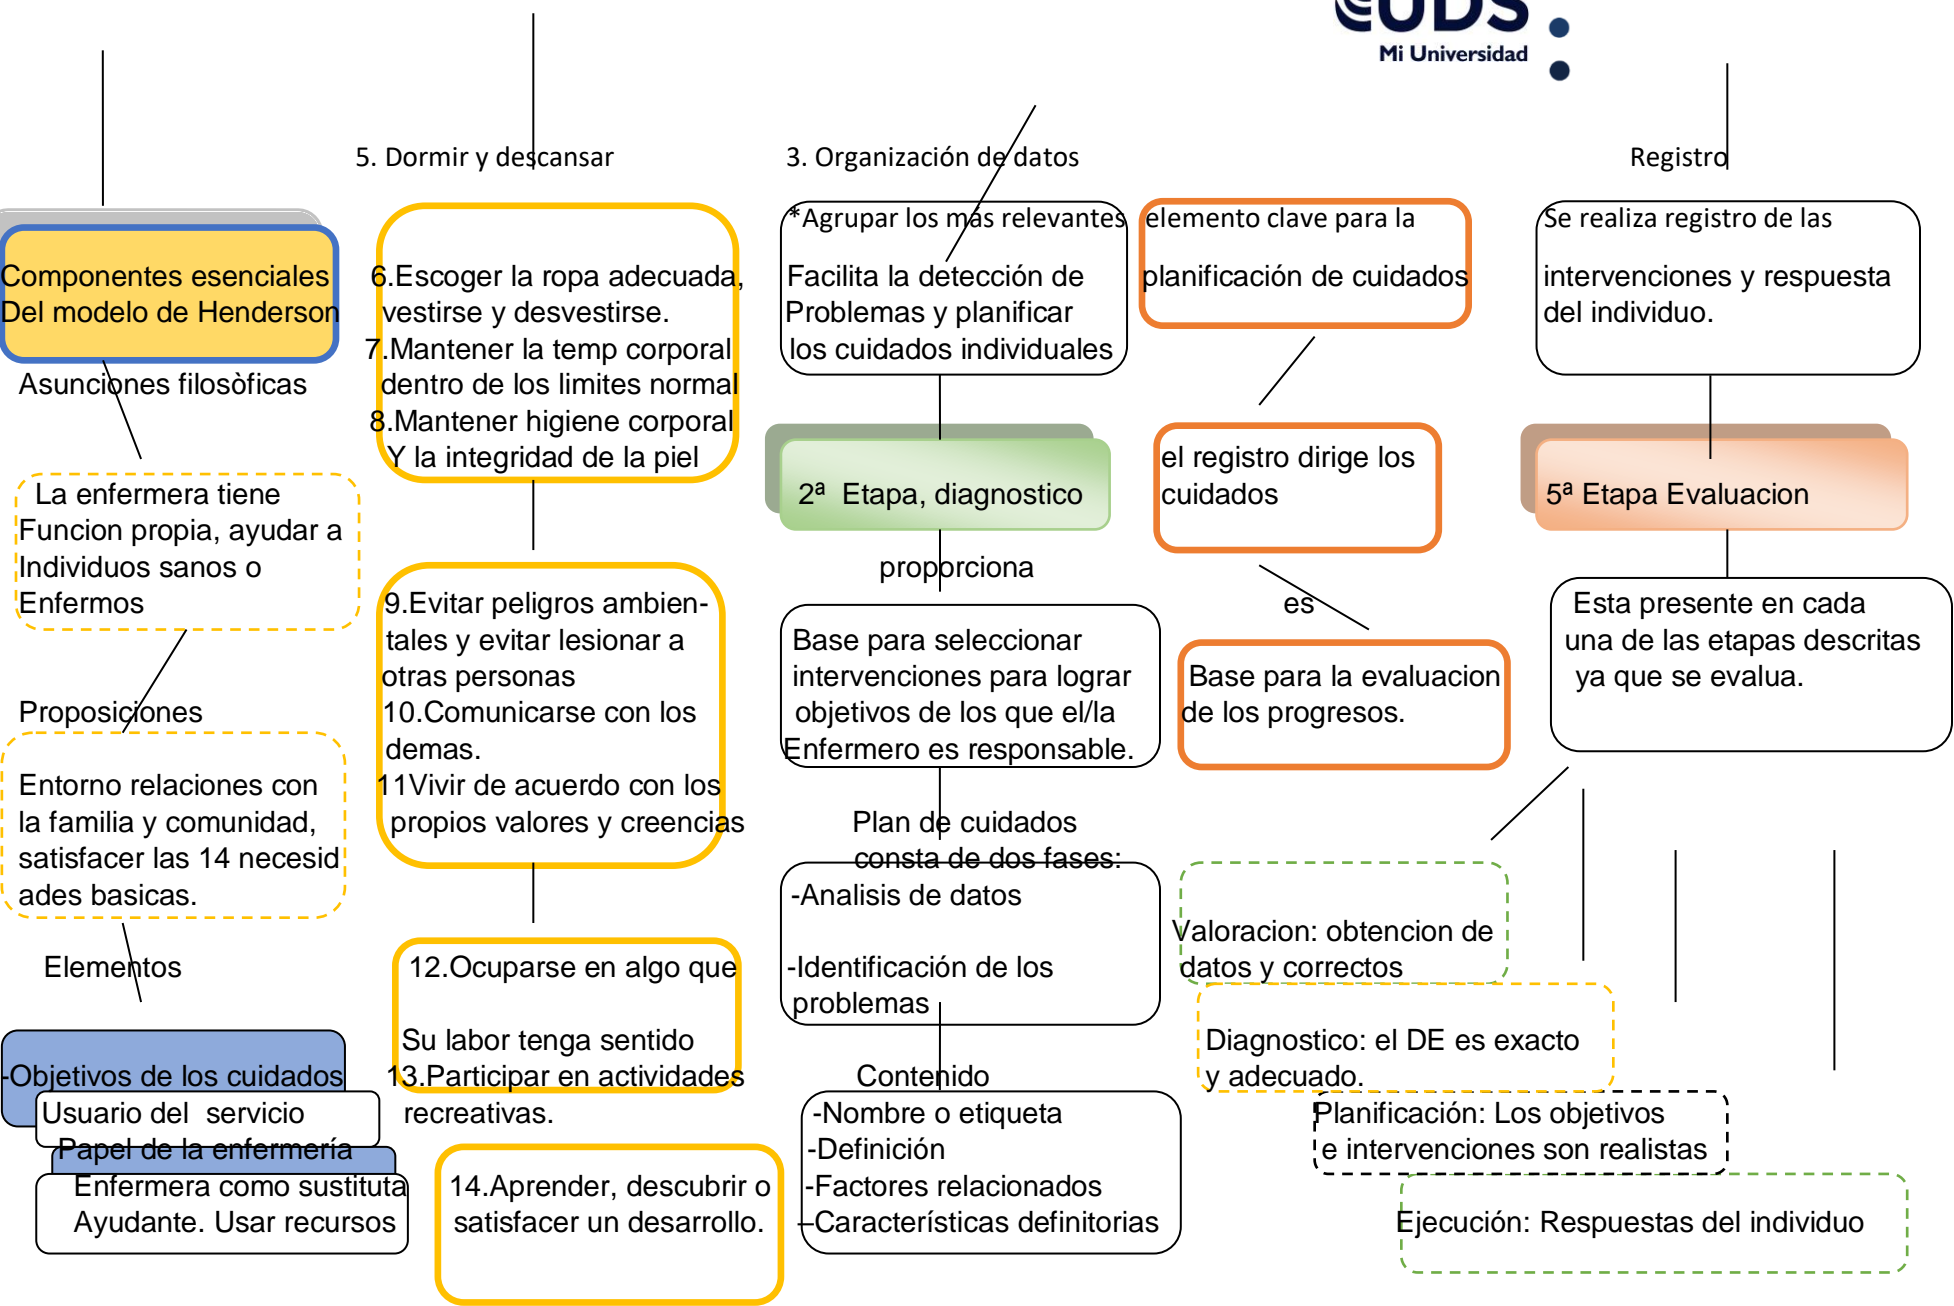 UDS
Mi Universidad
Componentes esenciales
Del modelo de Henderson
Asunciones filosòficas
La enfermera tiene
Funcion propia, ayudar a
Individuos sanos o
Enfermos
Proposiciones
Entorno relaciones con
la familia y comunidad,
satisfacer las 14 necesid
ades basicas.
Elementos
-Objetivos de los cuidados
Usuario del servicio
Papel de la enfermería
Enfermera como sustituta
Ayudante. Usar recursos
5. Dormir y descansar
6.Escoger la ropa adecuada,
vestirse y desvestirse.
7.Mantener la temp corporal
dentro de los limites normal
8.Mantener higiene corporal
Y la integridad de la piel
9.Evitar peligros ambien-
tales y evitar lesionar a
otras personas
10.Comunicarse con los
demas.
11Vivir de acuerdo con los
propios valores y creencias
12.Ocuparse en algo que
Su labor tenga sentido
13.Participar en actividades
recreativas.
14.Aprender, descubrir o
satisfacer un desarrollo.
3. Organización de datos
*Agrupar los más relevantes
Facilita la detección de
Problemas y planificar
los cuidados individuales
2ª Etapa, diagnostico
proporciona
Base para seleccionar
intervenciones para lograr
objetivos de los que el/la
Enfermero es responsable.
Plan de cuidados
consta de dos fases:
-Analisis de datos
-Identificación de los
problemas
Contenido
-Nombre o etiqueta
-Definición
-Factores relacionados
–Características definitorias
elemento clave para la
planificación de cuidados
el registro dirige los
cuidados
es
Base para la evaluacion
de los progresos.
Registro
Se realiza registro de las
intervenciones y respuesta
del individuo.
5ª Etapa Evaluacion
Esta presente en cada
una de las etapas descritas
ya que se evalua.
Valoracion: obtencion de
datos y correctos
Diagnostico: el DE es exacto
y adecuado.
Planificación: Los objetivos
e intervenciones son realistas
Ejecución: Respuestas del individuo